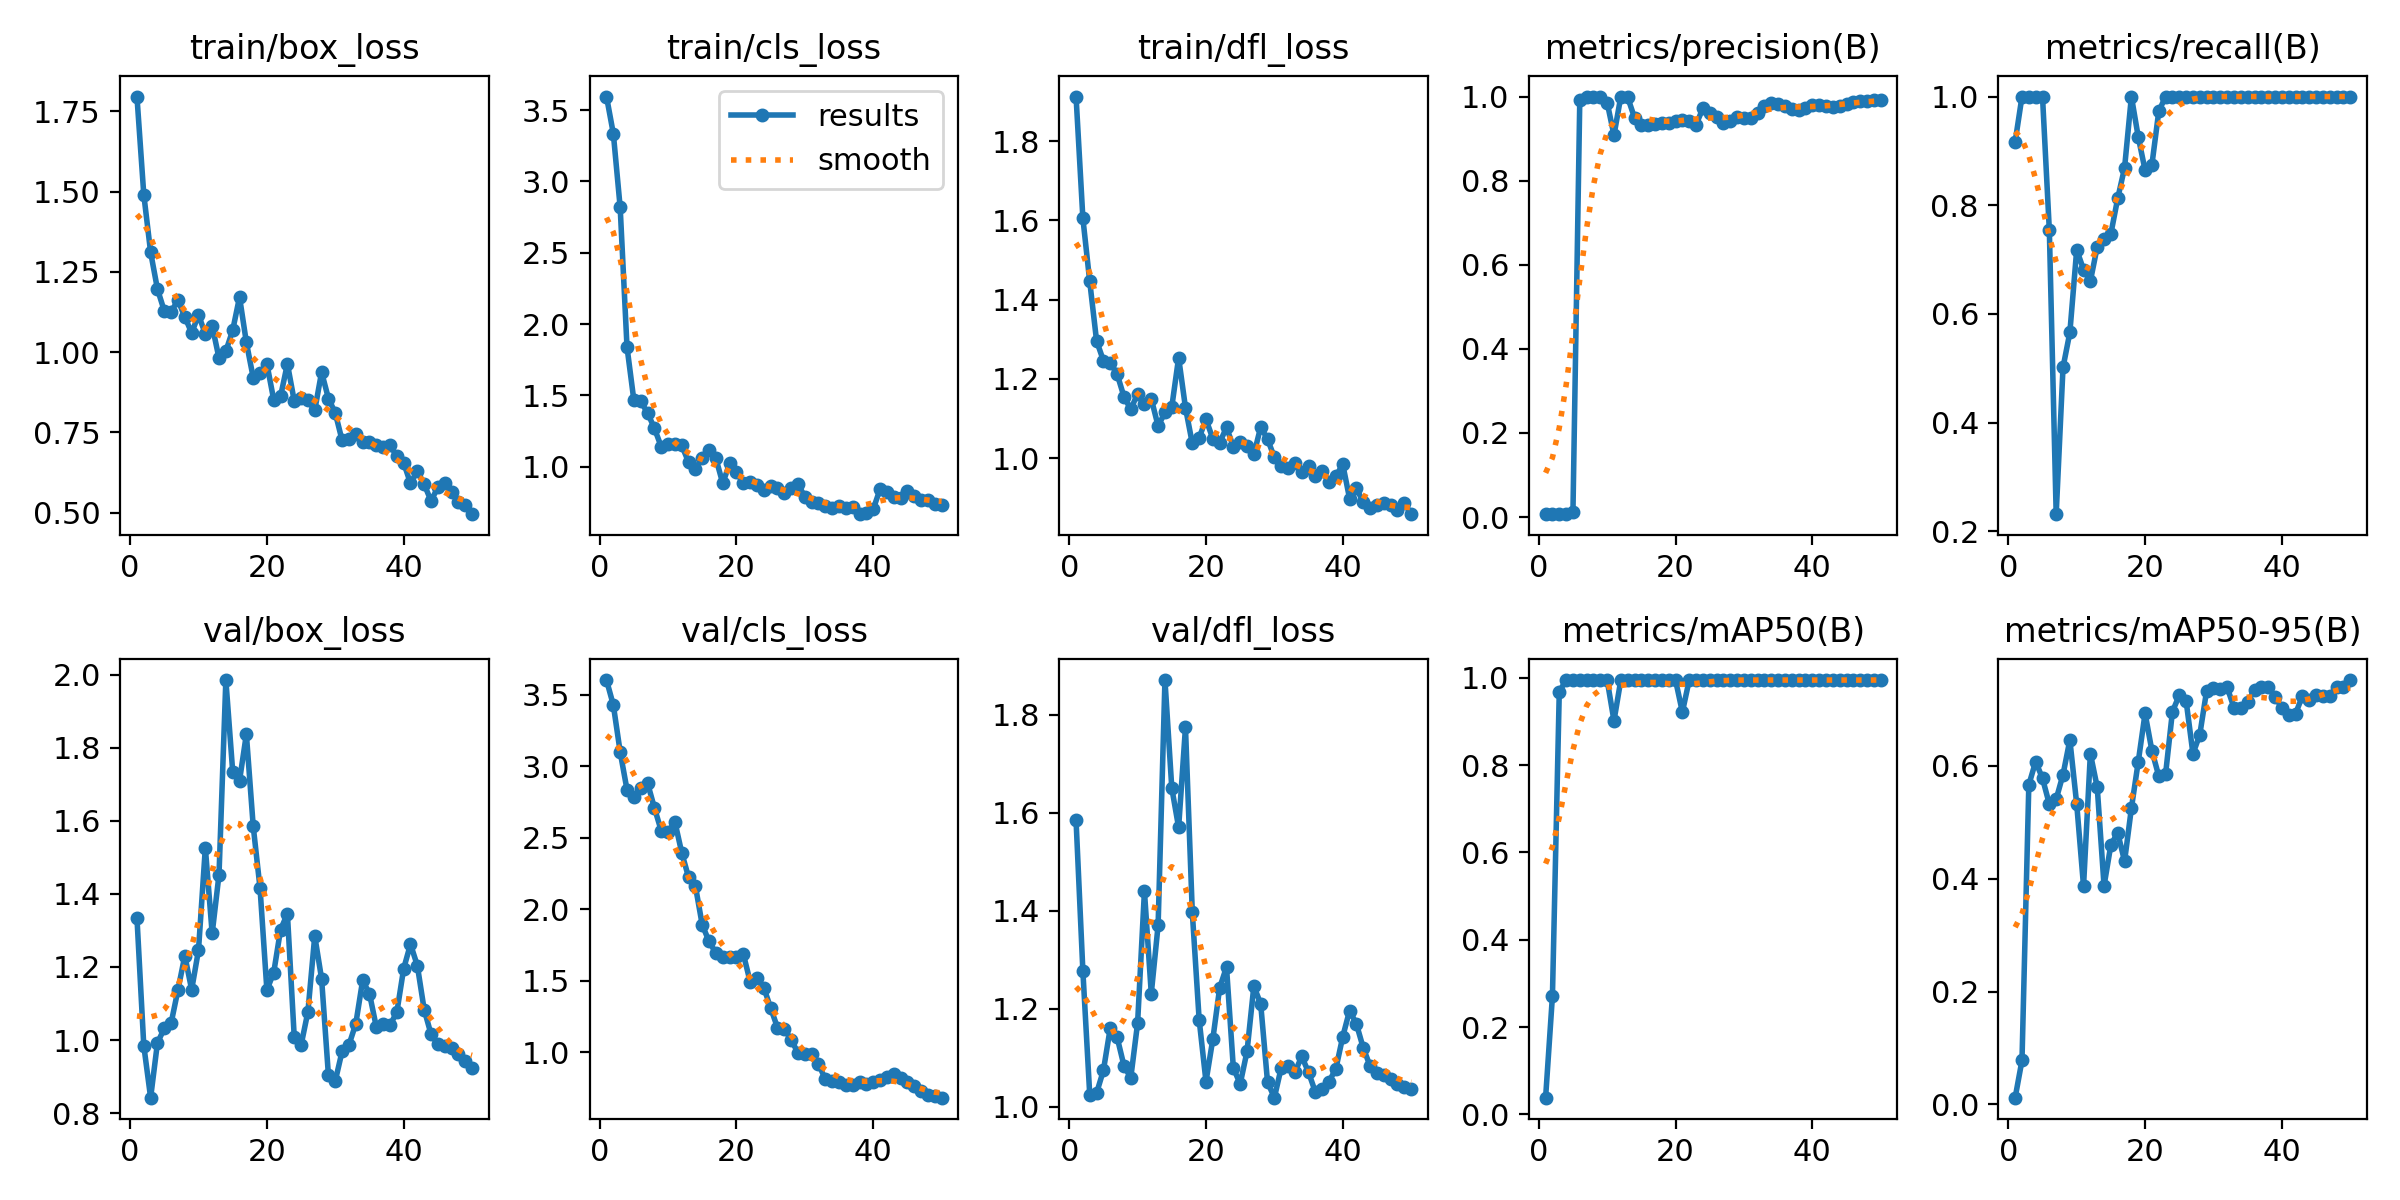 train/box_loss
1.75
1.50
1.25
1.00
0.75
0.50
0 20 40
train/cls_loss
results
smooth
3.5
3.0
2.5
2.0
1.5
1.0
0 20 40
train/dfl_loss
1.8
1.6
1.4
1.2
1.0
0 20 40
metrics/precision(B)
1.0
0.8
0.6
0.4
0.2
0.0
0 20 40
metrics/recall(B)
1.0
0.8
0.6
0.4
0.2
0 20 40
val/box_loss
2.0
1.8
1.6
1.4
1.2
1.0
0.8
0 20 40
val/cls_loss
3.5
3.0
2.5
2.0
1.5
1.0
0 20 40
val/dfl_loss
1.8
1.6
1.4
1.2
1.0
0 20 40
metrics/mAP50(B)
1.0
0.8
0.6
0.4
0.2
0.0
0 20 40
metrics/mAP50-95(B)
0.6
0.4
0.2
0.0
0 20 40